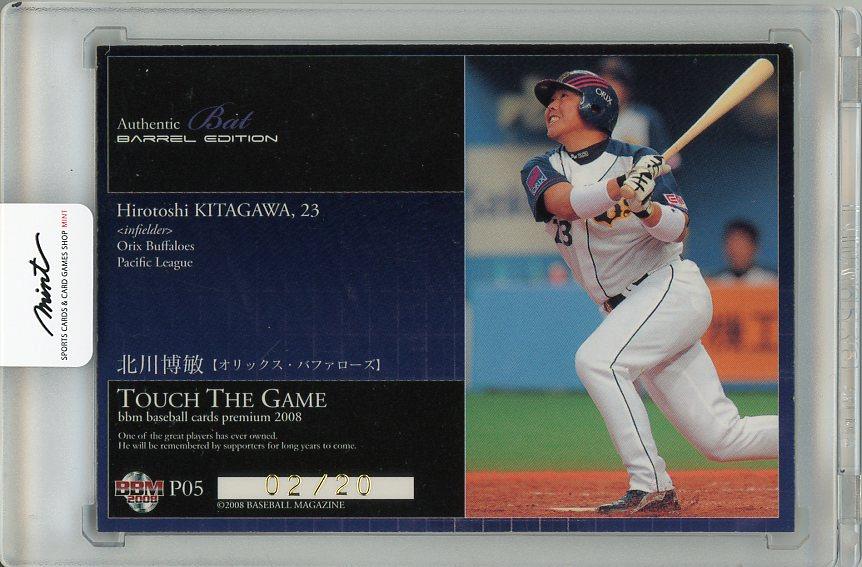 Authentic Bat
BARREL EDITION
Hirotoshi KITAGAWA, 23
<infielder>
Orix Buffaloes
Pacific League
北川博敏【オリックス・バファローズ】
TOUCH THE GAME
bbm baseball cards premium 2008
One of the great players has ever owned.
He will be remembered by supporters for long years to come.
BBM
2008
P05
02/20
©2008 BASEBALL MAGAZINE
mint
SPORTS CARDS & CARD GAMES SHOP MINT
ORIX
ORIX
23